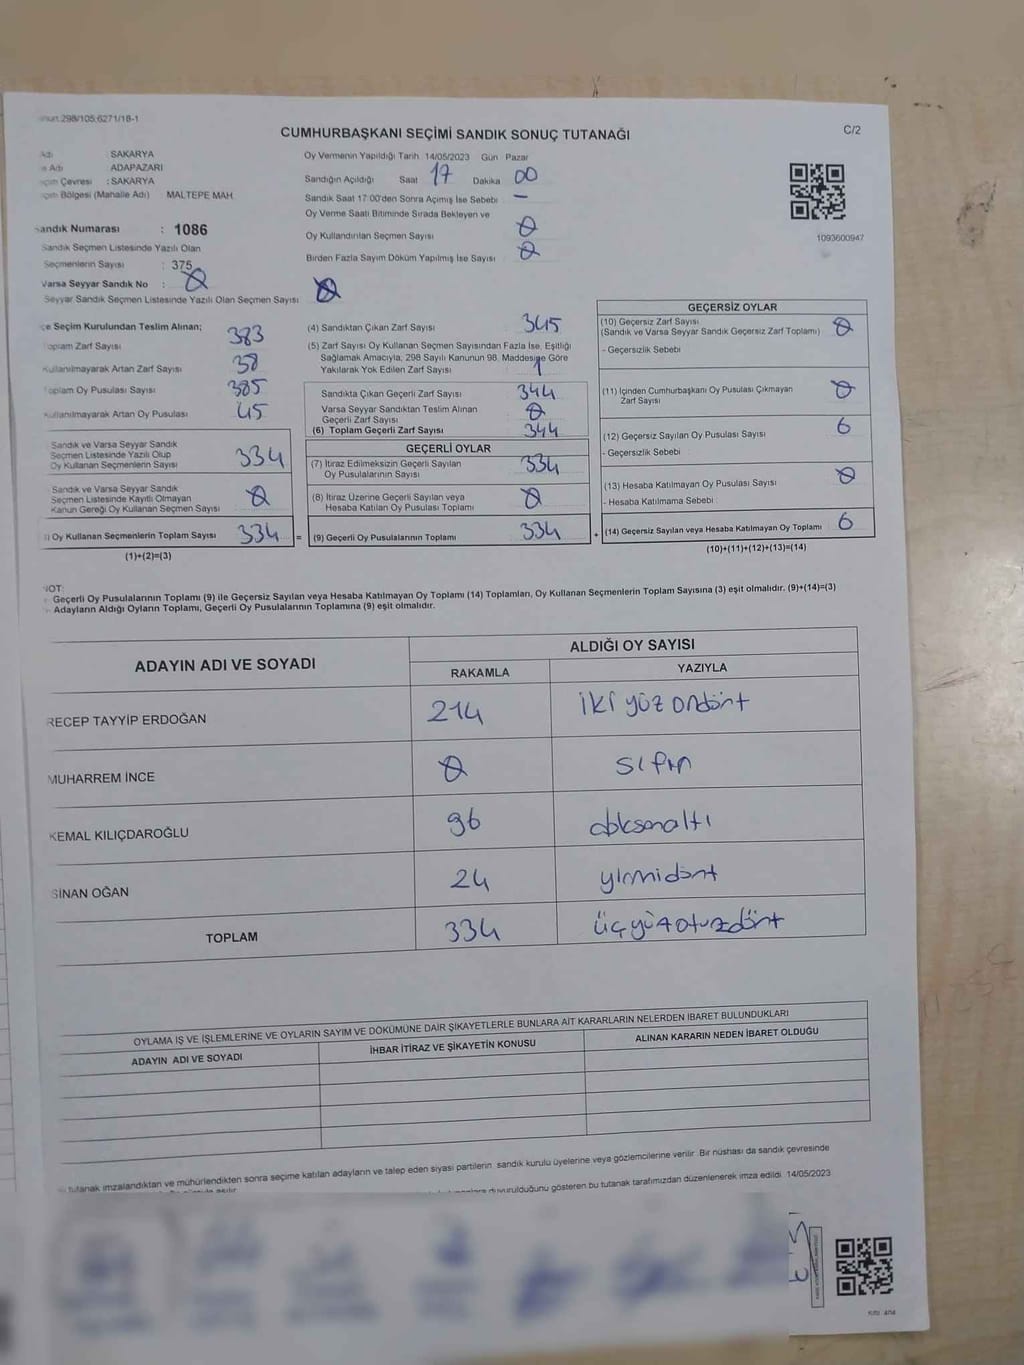 298/105;6271/18-1
CUMHURBAŞKANI SEÇİMİ SANDIK SONUÇ TUTANAĞI
C/2
Adı : SAKARYA
Adı : ADAPAZARI
Çevresi : SAKARYA
Bölgesi (Mahalle Adı) MALTEPE MAH
Oy Vermenin Yapıldığı Tarih 14/05/2023 Gün Pazar
Sandığın Açıldığı Saat 17 Dakika 00
Sandık Saat 17:00'den Sonra Açımış İse Sebebi –
Oy Verme Saati Bitiminde Sırada Bekleyen ve
Oy Kullandırılan Seçmen Sayısı 0
Birden Fazla Sayım Döküm Yapılmış İse Sayısı 0
1093600947
Sandık Numarası : 1086
Sandık Seçmen Listesinde Yazılı Olan
Seçmenlerin Sayısı : 375
Varsa Seyyar Sandık No : 0
Seyyar Sandık Seçmen Listesinde Yazılı Olan Seçmen Sayısı 0
Seçim Kurulundan Teslim Alınan;
Toplam Zarf Sayısı 383
Kullanılmayarak Artan Zarf Sayısı 38
Toplam Oy Pusulası Sayısı 385
Kullanılmayarak Artan Oy Pusulası 45
Sandık ve Varsa Seyyar Sandık
Seçmen Listesinde Yazılı Olup
Oy Kullanan Seçmenlerin Sayısı 334
Sandık ve Varsa Seyyar Sandık
Seçmen Listesinde Kayıtlı Olmayan
Kanun Gereği Oy Kullanan Seçmen Sayısı 0
Oy Kullanan Seçmenlerin Toplam Sayısı 334 =
(1)+(2)=(3)
(4) Sandıktan Çıkan Zarf Sayısı 345
(5) Zarf Sayısı Oy Kullanan Seçmen Sayısından Fazla İse, Eşitliği
Sağlamak Amacıyla, 298 Sayılı Kanunun 98. Maddesine Göre
Yakılarak Yok Edilen Zarf Sayısı 1
Sandıkta Çıkan Geçerli Zarf Sayısı 344
Varsa Seyyar Sandıktan Teslim Alınan
Geçerli Zarf Sayısı 0
(6) Toplam Geçerli Zarf Sayısı 344
GEÇERLİ OYLAR
(7) İtiraz Edilmeksizin Geçerli Sayılan
Oy Pusulalarının Sayısı 334
(8) İtiraz Üzerine Geçerli Sayılan veya
Hesaba Katılan Oy Pusulası Toplamı 0
(9) Geçerli Oy Pusulalarının Toplamı 334 +
GEÇERSİZ OYLAR
(10) Geçersiz Zarf Sayısı
(Sandık ve Varsa Seyyar Sandık Geçersiz Zarf Toplamı) 0
- Geçersizlik Sebebi
(11) İçinden Cumhurbaşkanı Oy Pusulası Çıkmayan
Zarf Sayısı 0
(12) Geçersiz Sayılan Oy Pusulası Sayısı 6
- Geçersizlik Sebebi
(13) Hesaba Katılmayan Oy Pusulası Sayısı 0
- Hesaba Katılmama Sebebi
(14) Geçersiz Sayılan veya Hesaba Katılmayan Oy Toplamı 6
(10)+(11)+(12)+(13)=(14)
NOT:
Geçerli Oy Pusulalarının Toplamı (9) ile Geçersiz Sayılan veya Hesaba Katılmayan Oy Toplamı (14) Toplamları, Oy Kullanan Seçmenlerin Toplam Sayısına (3) eşit olmalıdır. (9)+(14)=(3)
Adayların Aldığı Oyların Toplamı, Geçerli Oy Pusulalarının Toplamına (9) eşit olmalıdır.
ADAYIN ADI VE SOYADI
ALDIĞI OY SAYISI
RAKAMLA YAZIYLA
RECEP TAYYİP ERDOĞAN 214 iki yüz ondört
MUHARREM İNCE 0 sıfır
KEMAL KILIÇDAROĞLU 96 doksanaltı
SİNAN OĞAN 24 yirmidört
TOPLAM 334 üçyüzotuzdört
OYLAMA İŞ VE İŞLEMLERİNE VE OYLARIN SAYIM VE DÖKÜMÜNE DAİR ŞİKAYETLERLE BUNLARA AİT KARARLARIN NELERDEN İBARET BULUNDUKLARI
ADAYIN ADI VE SOYADI İHBAR İTİRAZ VE ŞİKAYETİN KONUSU ALINAN KARARIN NEDEN İBARET OLDUĞU
tutanak imzalandıktan ve mühürlendikten sonra seçime katılan adayların ve talep eden siyasi partilerin sandık kurulu üyelerine veya gözlemcilerine verilir. Bir nüshası da sandık çevresinde
duyurulduğunu gösteren bu tutanak tarafımızdan düzenlenerek imza edildi. 14/05/2023